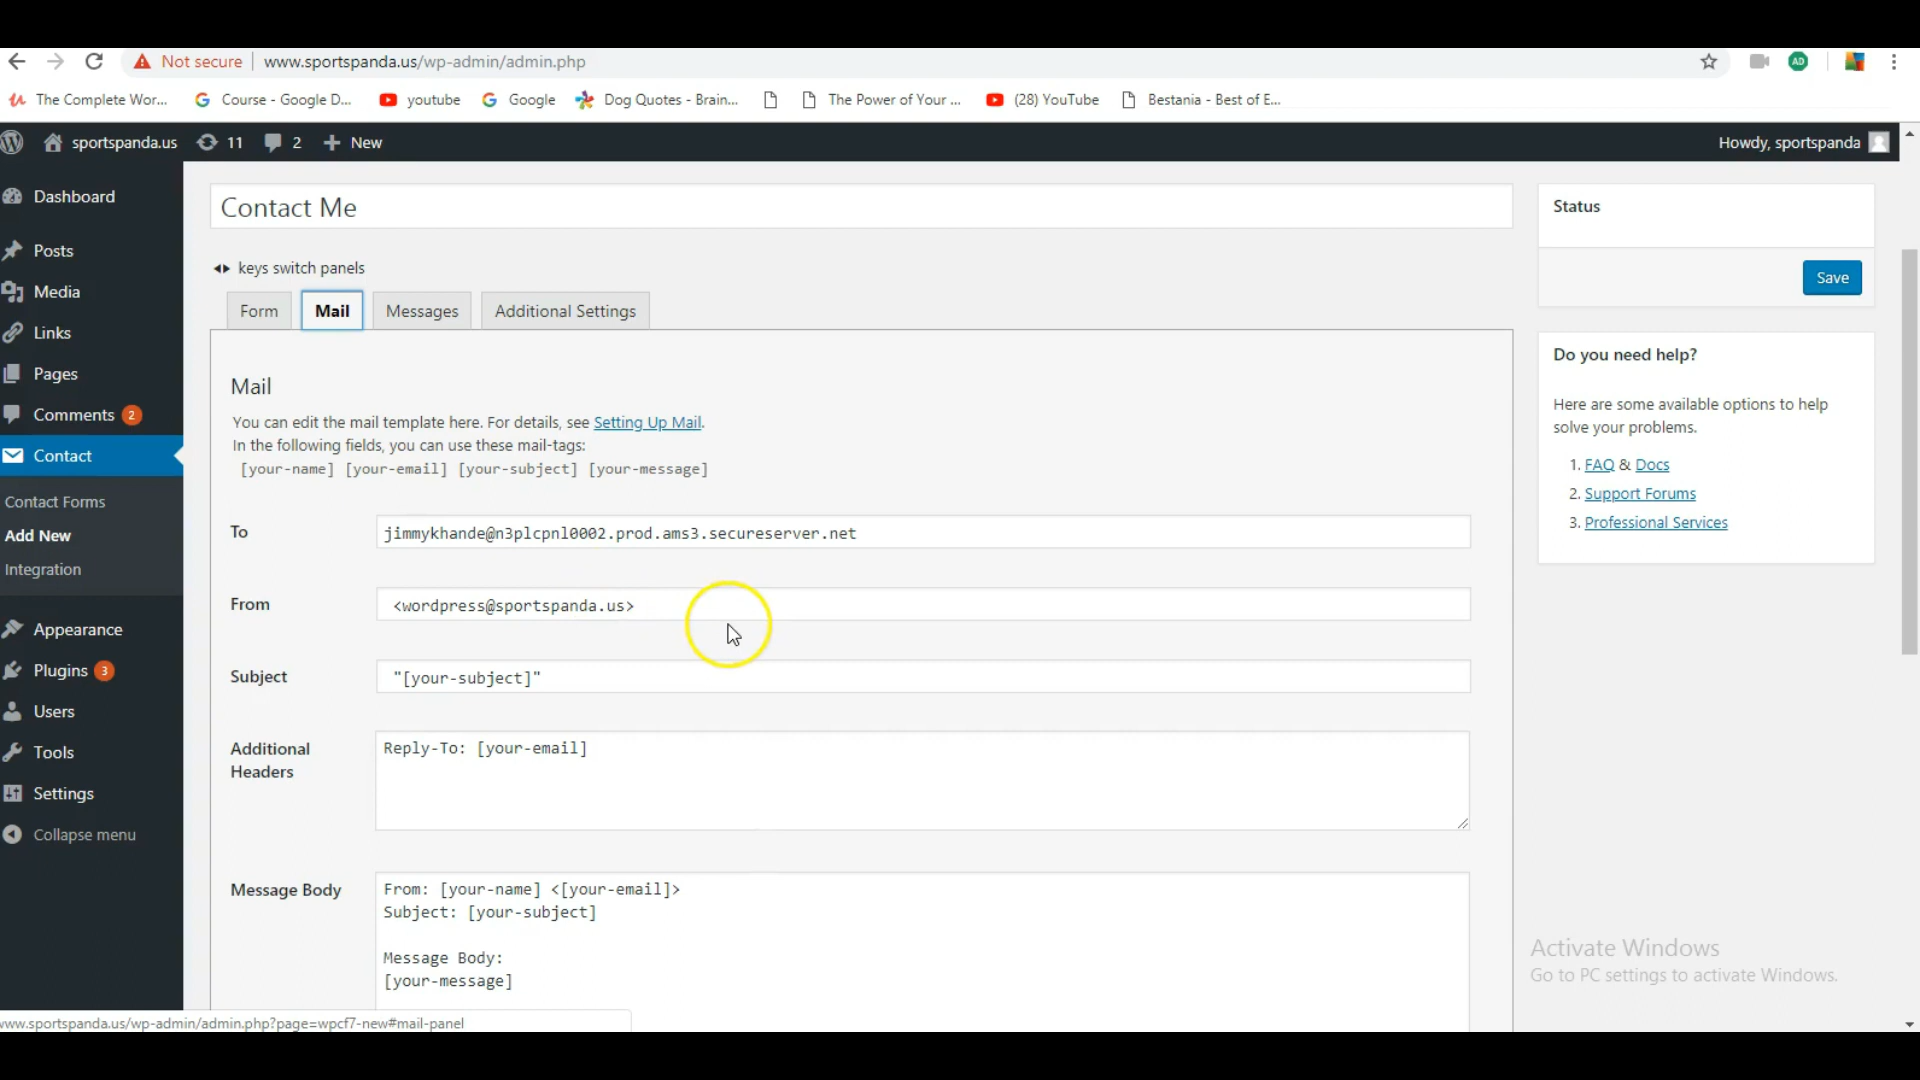 Not secure www.sportspanda.us/wp-admin/admin.php
The Complete Wor... Course - Google D... youtube Google Dog Quotes - Brain... The Power of Your ... (28) YouTube Bestania - Best of E...
sportspanda.us 11 2 New Howdy, sportspanda
Dashboard
Posts
Media
Links
Pages
Comments 2
Contact
Contact Forms
Add New
Integration
Appearance
Plugins 3
Users
Tools
Settings
Collapse menu
Contact Me
keys switch panels
Form Mail Messages Additional Settings
Mail
You can edit the mail template here. For details, see Setting Up Mail.
In the following fields, you can use these mail-tags:
[your-name] [your-email] [your-subject] [your-message]
To jimmykhande@n3plcpnl0002.prod.ams3.secureserver.net
From <wordpress@sportspanda.us>
Subject "[your-subject]"
Additional
Headers
Reply-To: [your-email]
Message Body
From: [your-name] <[your-email]>
Subject: [your-subject]
Message Body:
[your-message]
Status
Save
Do you need help?
Here are some available options to help
solve your problems.
1. FAQ & Docs
2. Support Forums
3. Professional Services
Activate Windows
Go to PC settings to activate Windows.
www.sportspanda.us/wp-admin/admin.php?page=wpcf7-new#mail-panel